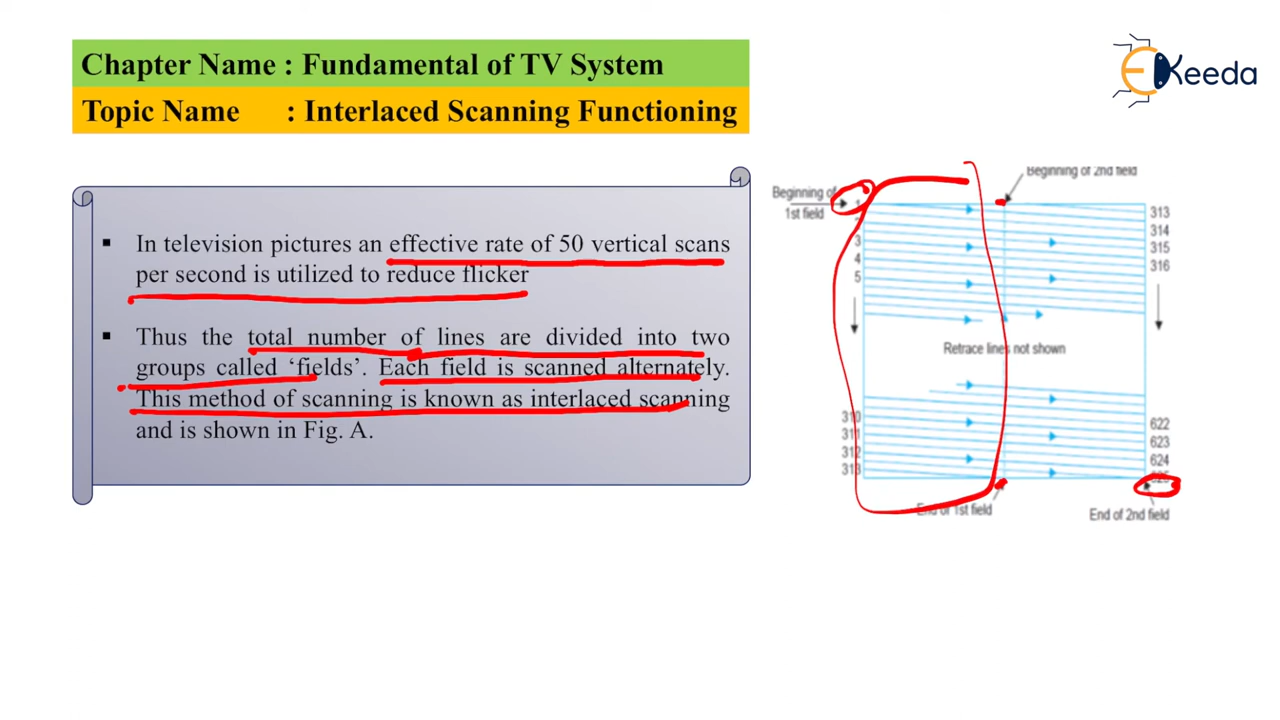 Chapter Name : Fundamental of TV System
Topic Name : Interlaced Scanning Functioning
EKeeda
▪ In television pictures an effective rate of 50 vertical scans
per second is utilized to reduce flicker
▪ Thus the total number of lines are divided into two
groups called ‘fields’. Each field is scanned alternately.
This method of scanning is known as interlaced scanning
and is shown in Fig. A.
Beginning of 2nd field
Beginning of
1st field
1
2
3
4
5
313
314
315
316
Retrace lines not shown
310
311
312
313
622
623
624
625
End of 1st field
End of 2nd field